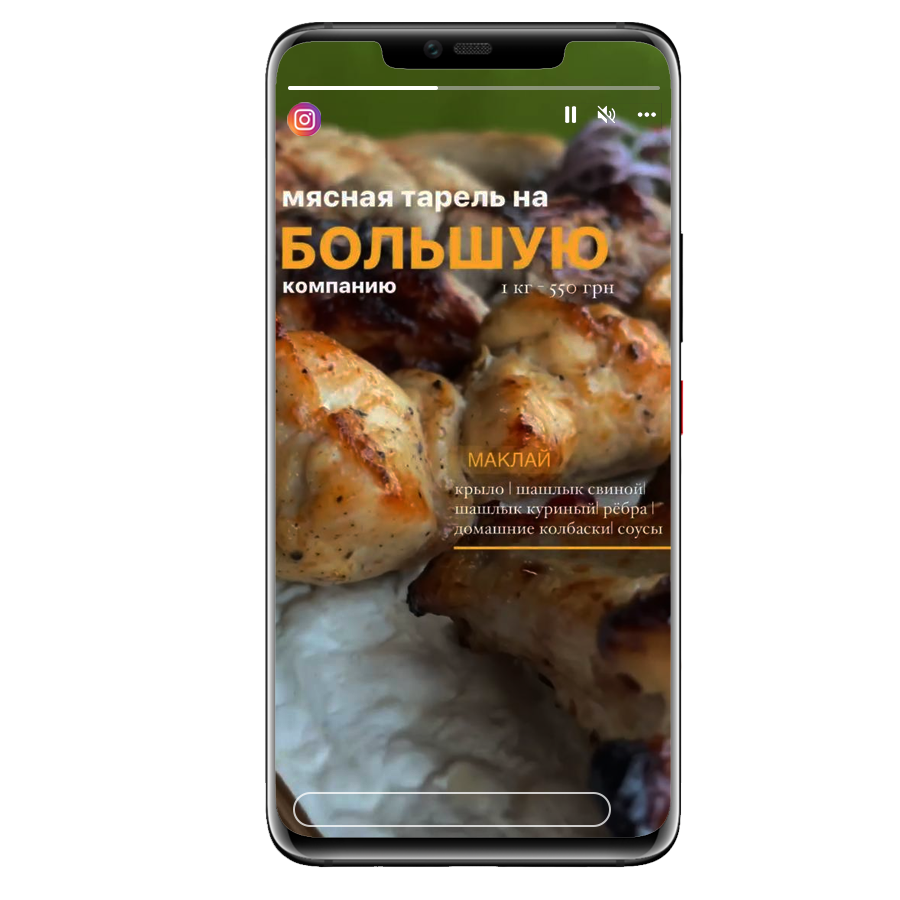 мясная тарель на
БОЛЬШУЮ
компанию
1 кг - 550 грн
МАКЛАЙ
крыло | шашлык свиной|
шашлык куриный| рёбра |
домашние колбаски| соусы